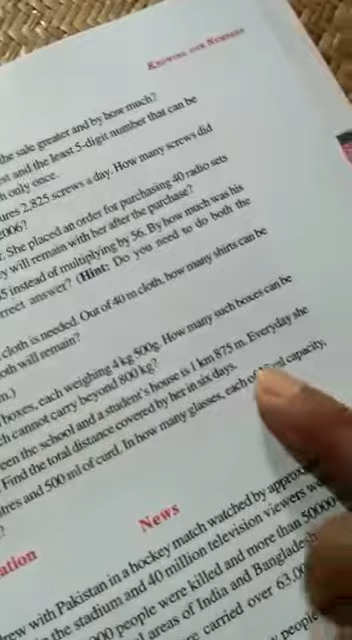 KNOWING OUR NUMBERS
the sale greater and by how much?
and the least 5-digit number that can be
only once.
2,825 screws a day. How many screws did
2006?
She placed an order for purchasing 40 radio sets
will remain with her after the purchase?
instead of multiplying by 56. By how much was his
answer? (Hint: Do you need to do both the
cloth is needed. Out of 40 m cloth, how many shirts can be
will remain?
boxes, each weighing 4 kg 500g. How many such boxes can be
cannot carry beyond 800 kg?
the school and a student's house is 1 km 875 m. Everyday she
Find the total distance covered by her in six days.
and 500 ml of curd. In how many glasses, each of capacity,
?
News
with Pakistan in a hockey match watched by
the stadium and 40 million television viewers
people were killed and more than
areas of India and Bangladesh
carried over
people